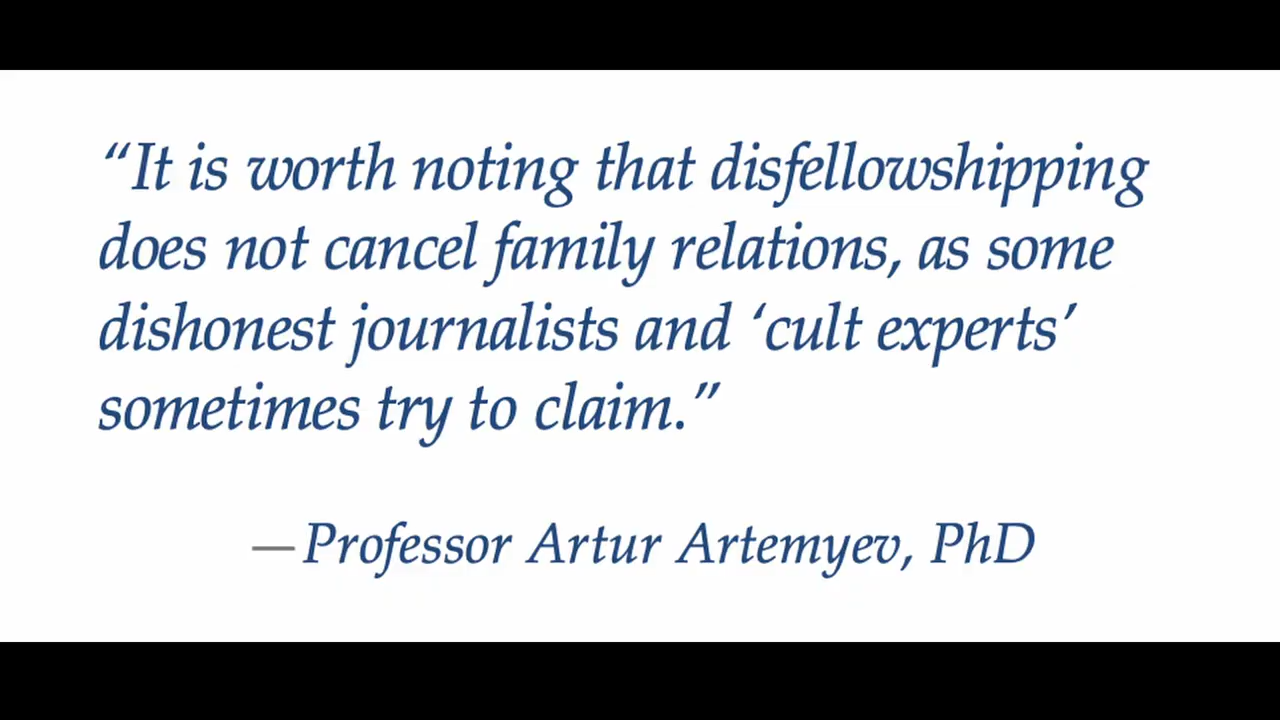 “It is worth noting that disfellowshipping
does not cancel family relations, as some
dishonest journalists and ‘cult experts’
sometimes try to claim.”
—Professor Artur Artemyev, PhD